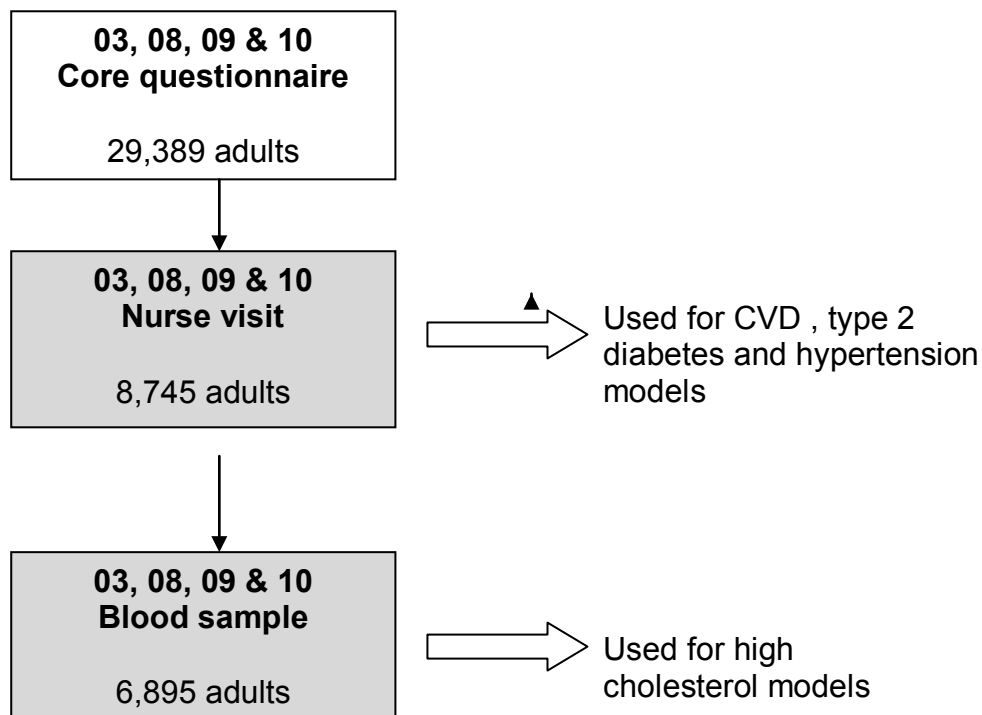 03, 08, 09 & 10
Core questionnaire
29,389 adults
03, 08, 09 & 10
Nurse visit
8,745 adults
Used for CVD , type 2
diabetes and hypertension
models
03, 08, 09 & 10
Blood sample
6,895 adults
Used for high
cholesterol models